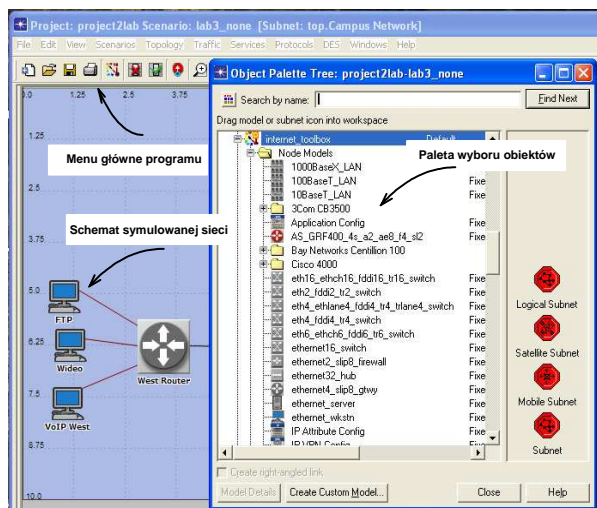 Project: project2lab Scenario: lab3_none [Subnet: top.Campus Network]
File Edit View Scenarios Topology Traffic Services Protocols DES Windows Help
0.0 1.25 2.5 3.75
1.25
2.5
3.75
5.0
6.25
7.5
8.75
10.0
Menu główne programu
Schemat symulowanej sieci
FTP
Wideo
VoIP West
West Router
Object Palette Tree: project2lab-lab3_none
Search by name:
Find Next
Drag model or subnet icon into workspace
internet_toolbox Default
Node Models
Paleta wyboru obiektów
1000BaseX_LAN
100BaseT_LAN Fixe
10BaseT_LAN Fixe
3Com CB3500
Application Config Fixe
AS_GRF400_4s_a2_ae8_f4_sl2 Fixe
Bay Networks Centillion 100
Cisco 4000
eth16_ethch16_fddi16_tr16_switch Fixe
eth2_fddi2_tr2_switch Fixe
eth4_ethlane4_fddi4_tr4_trlane4_switch Fixe
eth4_fddi4_tr4_switch Fixe
eth6_ethch6_fddi6_tr6_switch Fixe
ethernet16_switch Fixe
ethernet2_slip8_firewall Fixe
ethernet32_hub Fixe
ethernet4_slip8_gtwy Fixe
ethernet_server Fixe
ethernet_wkstn Fixe
IP Attribute Config Fixe
IP VPN Config Fixe
Logical Subnet
Satellite Subnet
Mobile Subnet
Subnet
Create right-angled link
Model Details
Create Custom Model...
Close
Help